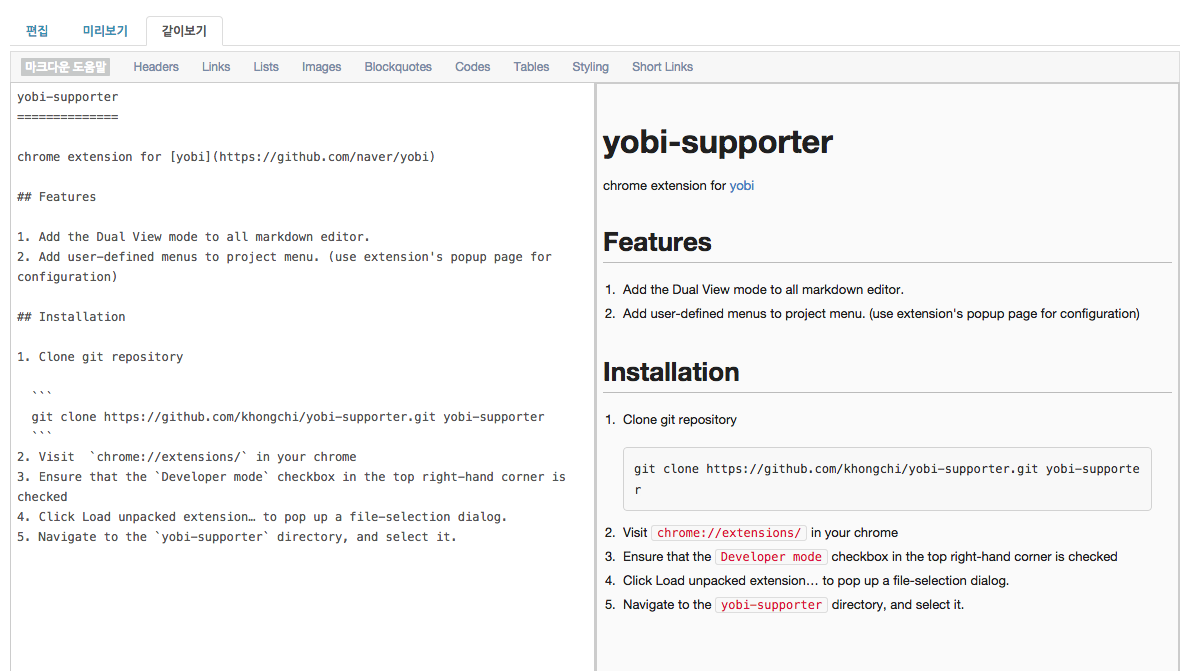 편집 미리보기 같이보기
마크다운 도움말 Headers Links Lists Images Blockquotes Codes Tables Styling Short Links
yobi-supporter
==============
chrome extension for [yobi](https://github.com/naver/yobi)
## Features
1. Add the Dual View mode to all markdown editor.
2. Add user-defined menus to project menu. (use extension's popup page for
configuration)
## Installation
1. Clone git repository
```
git clone https://github.com/khongchi/yobi-supporter.git yobi-supporter
```
2. Visit  `chrome://extensions/` in your chrome
3. Ensure that the `Developer mode` checkbox in the top right-hand corner is
checked
4. Click Load unpacked extension… to pop up a file-selection dialog.
5. Navigate to the `yobi-supporter` directory, and select it.
yobi-supporter
chrome extension for yobi
Features
1. Add the Dual View mode to all markdown editor.
2. Add user-defined menus to project menu. (use extension's popup page for configuration)
Installation
1. Clone git repository
git clone https://github.com/khongchi/yobi-supporter.git yobi-supporte
r
2. Visit chrome://extensions/ in your chrome
3. Ensure that the Developer mode checkbox in the top right-hand corner is checked
4. Click Load unpacked extension… to pop up a file-selection dialog.
5. Navigate to the yobi-supporter directory, and select it.